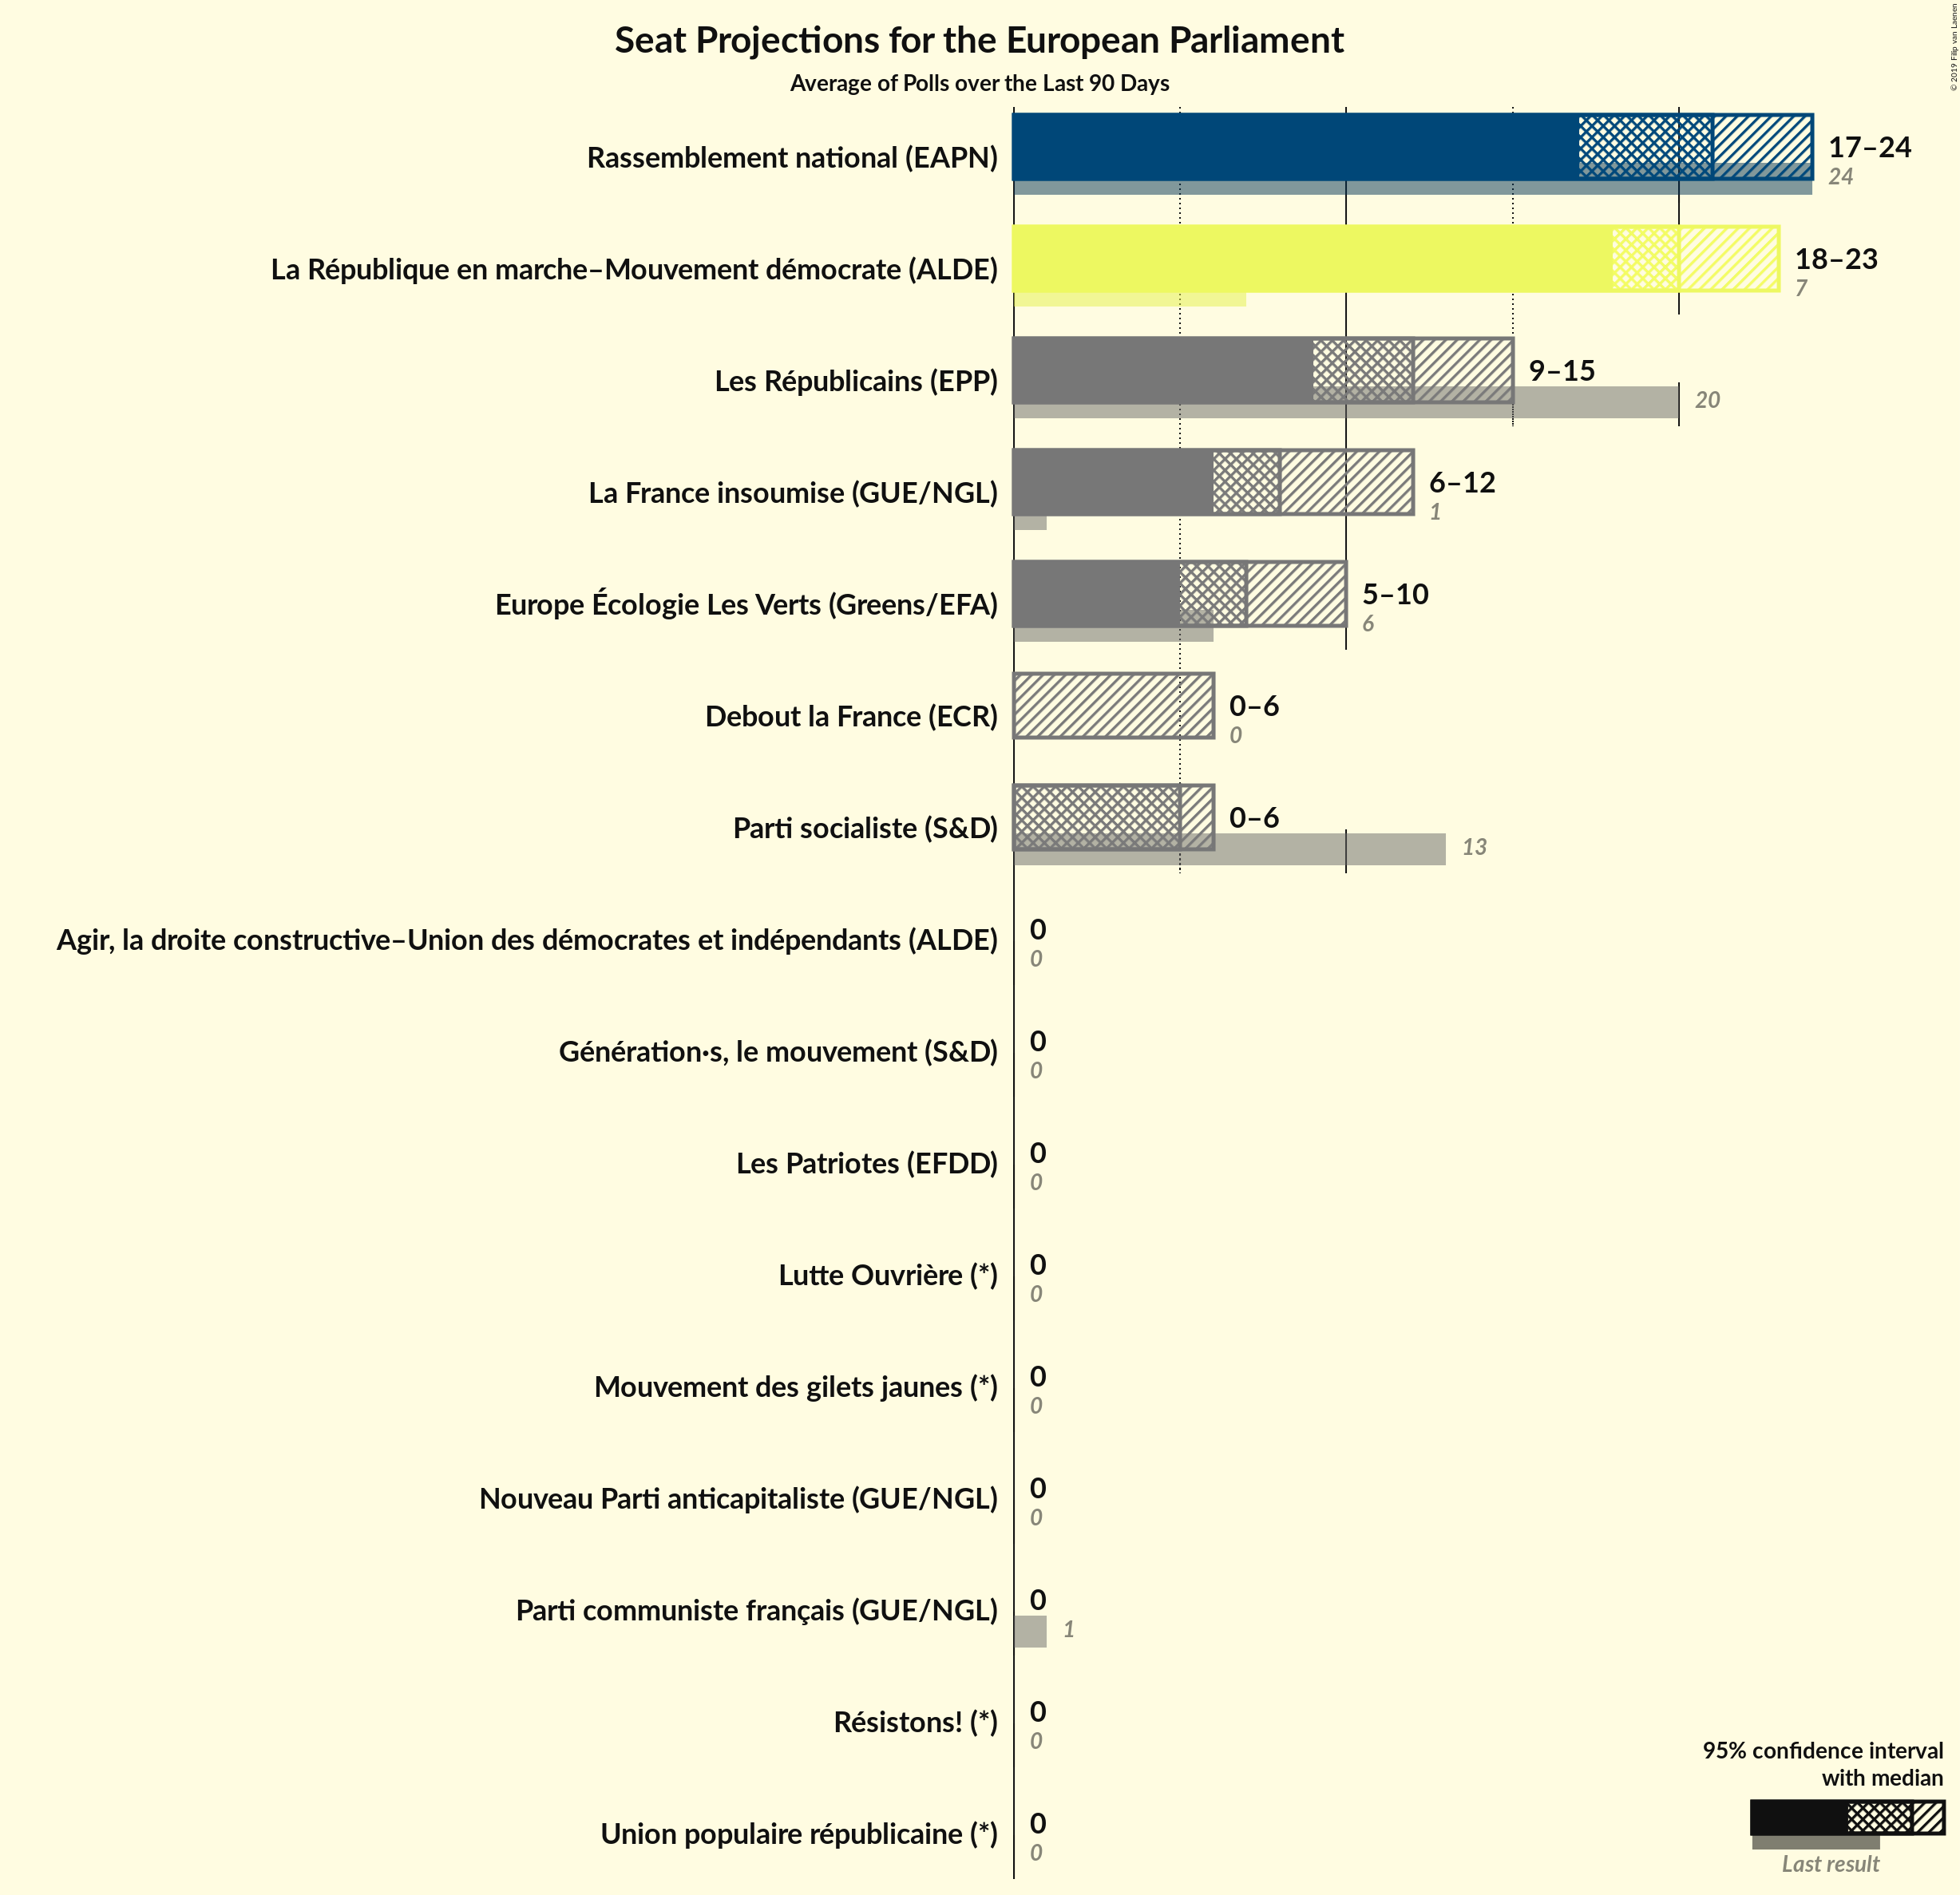 Seat Projections for the European Parliament
Average of Polls over the Last 90 Days
© 2019 Filip van Laenen
Rassemblement national (EAPN)
17–24
24
La République en marche–Mouvement démocrate (ALDE)
18–23
7
Les Républicains (EPP)
9–15
20
La France insoumise (GUE/NGL)
6–12
1
Europe Écologie Les Verts (Greens/EFA)
5–10
6
Debout la France (ECR)
0–6
0
Parti socialiste (S&D)
0–6
13
Agir, la droite constructive–Union des démocrates et indépendants (ALDE)
0
0
Génération·s, le mouvement (S&D)
0
0
Les Patriotes (EFDD)
0
0
Lutte Ouvrière (*)
0
0
Mouvement des gilets jaunes (*)
0
0
Nouveau Parti anticapitaliste (GUE/NGL)
0
0
Parti communiste français (GUE/NGL)
0
1
Résistons! (*)
0
0
Union populaire républicaine (*)
0
0
95% confidence interval
with median
Last result